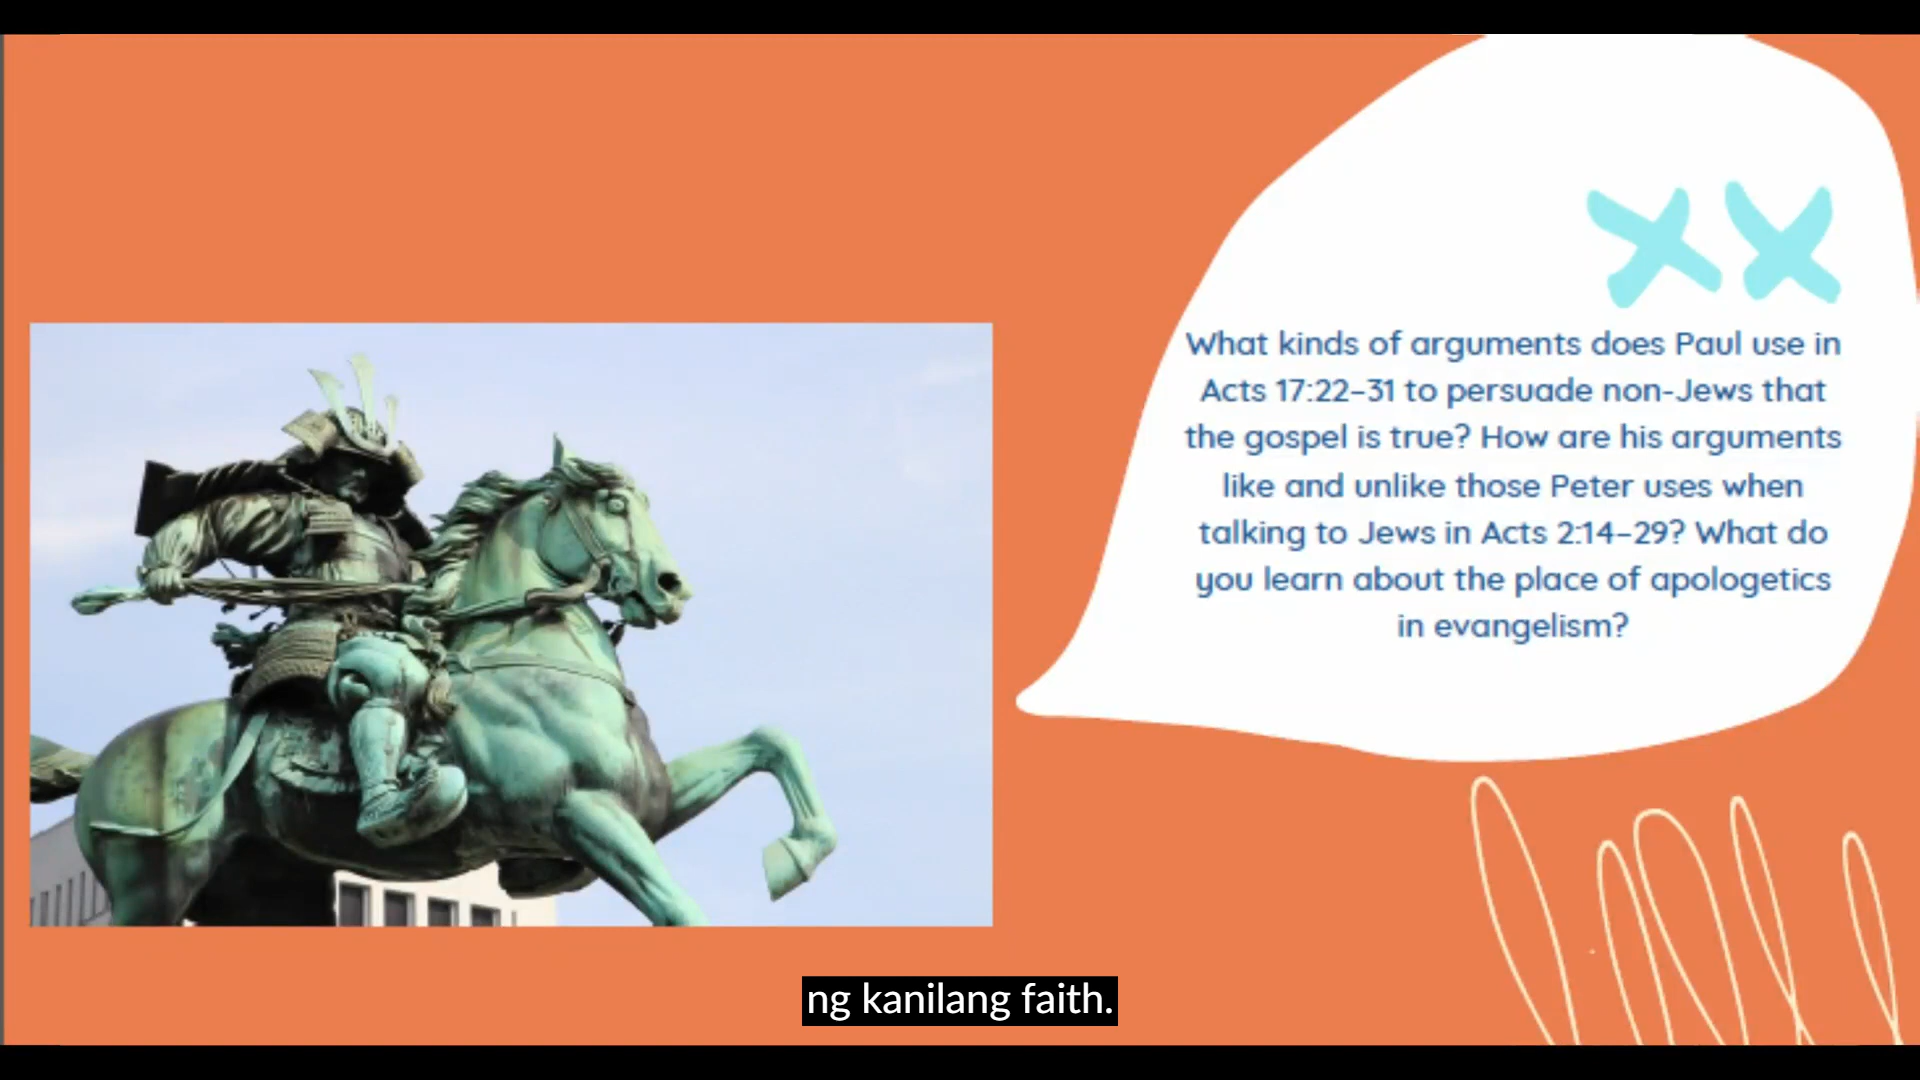 What kinds of arguments does Paul use in
Acts 17:22–31 to persuade non-Jews that
the gospel is true? How are his arguments
like and unlike those Peter uses when
talking to Jews in Acts 2:14–29? What do
you learn about the place of apologetics
in evangelism?
ng kanilang faith.